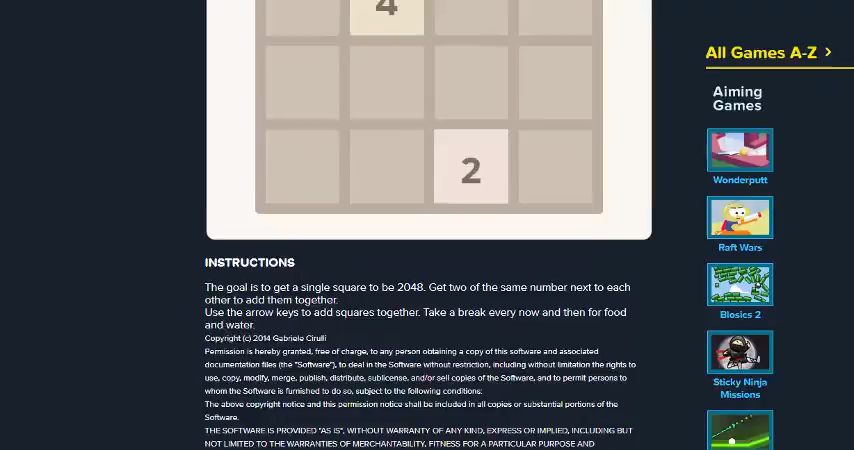 4
2
INSTRUCTIONS
The goal is to get a single square to be 2048. Get two of the same number next to each
other to add them together.
Use the arrow keys to add squares together. Take a break every now and then for food
and water.
Copyright (c) 2014 Gabriele Cirulli
Permission is hereby granted, free of charge, to any person obtaining a copy of this software and associated
documentation files (the "Software"), to deal in the Software without restriction, including without limitation the rights to
use, copy, modify, merge, publish, distribute, sublicense, and/or sell copies of the Software, and to permit persons to
whom the Software is furnished to do so, subject to the following conditions:
The above copyright notice and this permission notice shall be included in all copies or substantial portions of the
Software.
THE SOFTWARE IS PROVIDED "AS IS", WITHOUT WARRANTY OF ANY KIND, EXPRESS OR IMPLIED, INCLUDING BUT
NOT LIMITED TO THE WARRANTIES OF MERCHANTABILITY, FITNESS FOR A PARTICULAR PURPOSE AND
All Games A-Z >
Aiming
Games
Wonderputt
Raft Wars
Blosics 2
Sticky Ninja
Missions